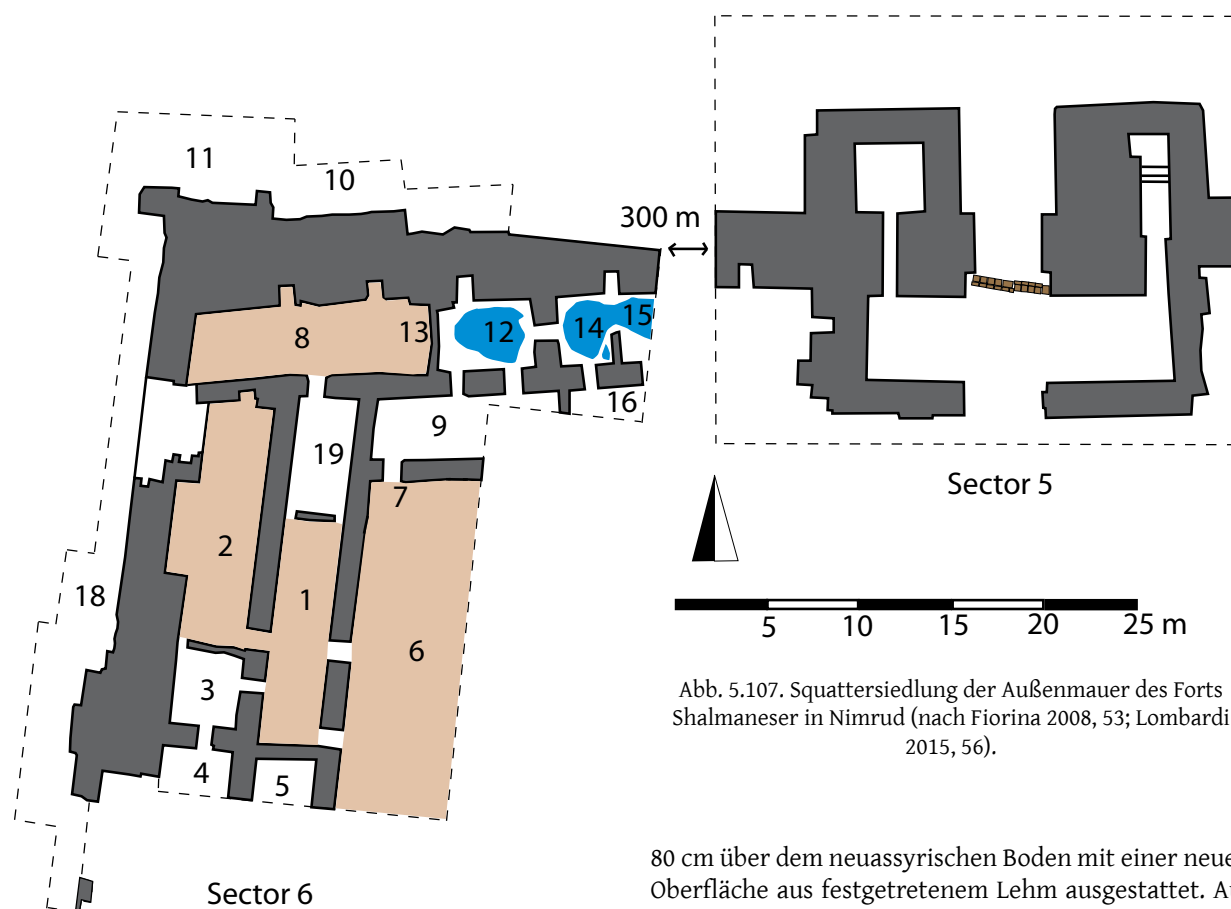 11
10
300 m
8
13
12
14
15
16
9
19
7
2
1
18
6
3
4
5
Sector 6
Sector 5
5
10
15
20
25 m
Abb. 5.107. Squattersiedlung der Außenmauer des Forts
Shalmaneser in Nimrud (nach Fiorina 2008, 53; Lombardi
2015, 56).
80 cm über dem neuassyrischen Boden mit einer
Oberfläche aus festgetretenem Lehm ausgestattet.